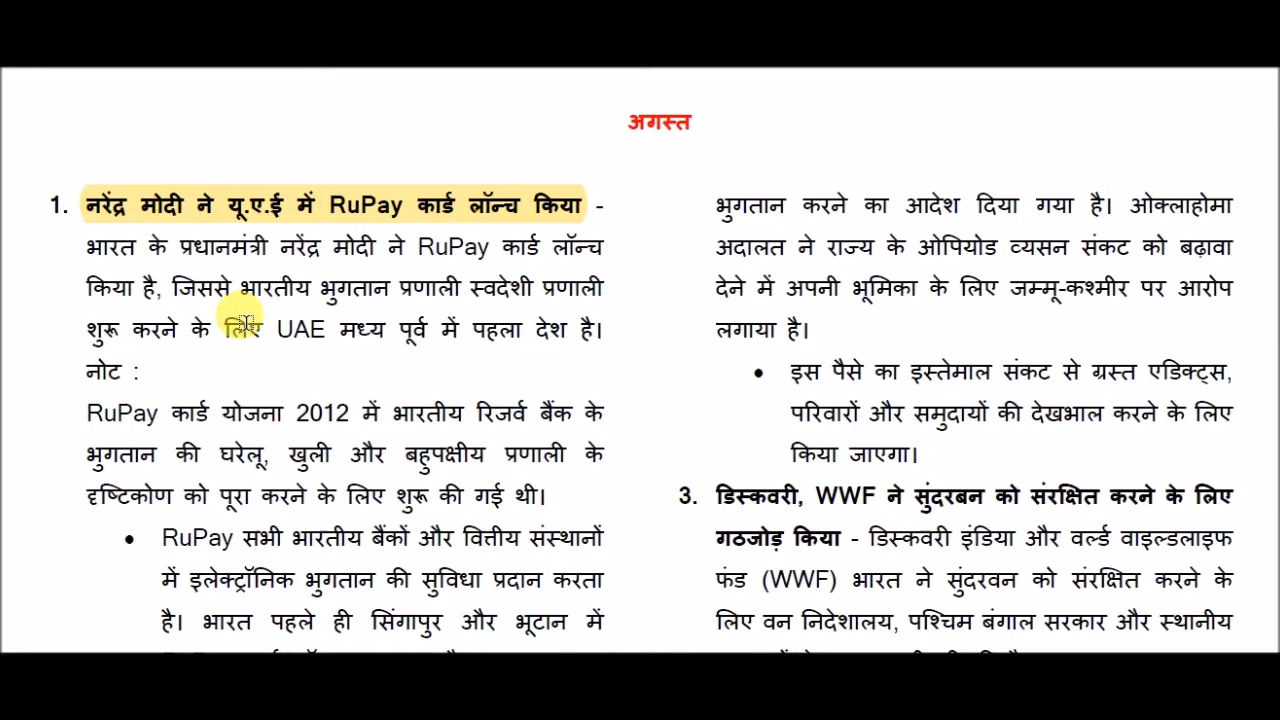 अगस्त
1. नरेंद्र मोदी ने यू.ए.ई में RuPay कार्ड लॉन्च किया -
भारत के प्रधानमंत्री नरेंद्र मोदी ने RuPay कार्ड लॉन्च
किया है, जिससे भारतीय भुगतान प्रणाली स्वदेशी प्रणाली
शुरू करने के लिए UAE मध्य पूर्व में पहला देश है।
नोट :
RuPay कार्ड योजना 2012 में भारतीय रिजर्व बैंक के
भुगतान की घरेलू, खुली और बहुपक्षीय प्रणाली के
दृष्टिकोण को पूरा करने के लिए शुरू की गई थी।
• RuPay सभी भारतीय बैंकों और वित्तीय संस्थानों
में इलेक्ट्रॉनिक भुगतान की सुविधा प्रदान करता
है। भारत पहले ही सिंगापुर और भूटान में
भुगतान करने का आदेश दिया गया है। ओक्लाहोमा
अदालत ने राज्य के ओपियोड व्यसन संकट को बढ़ावा
देने में अपनी भूमिका के लिए जम्मू-कश्मीर पर आरोप
लगाया है।
• इस पैसे का इस्तेमाल संकट से ग्रस्त एडिक्ट्स,
परिवारों और समुदायों की देखभाल करने के लिए
किया जाएगा।
3. डिस्कवरी, WWF ने सुंदरबन को संरक्षित करने के लिए
गठजोड़ किया - डिस्कवरी इंडिया और वर्ल्ड वाइल्डलाइफ
फंड (WWF) भारत ने सुंदरवन को संरक्षित करने के
लिए वन निदेशालय, पश्चिम बंगाल सरकार और स्थानीय